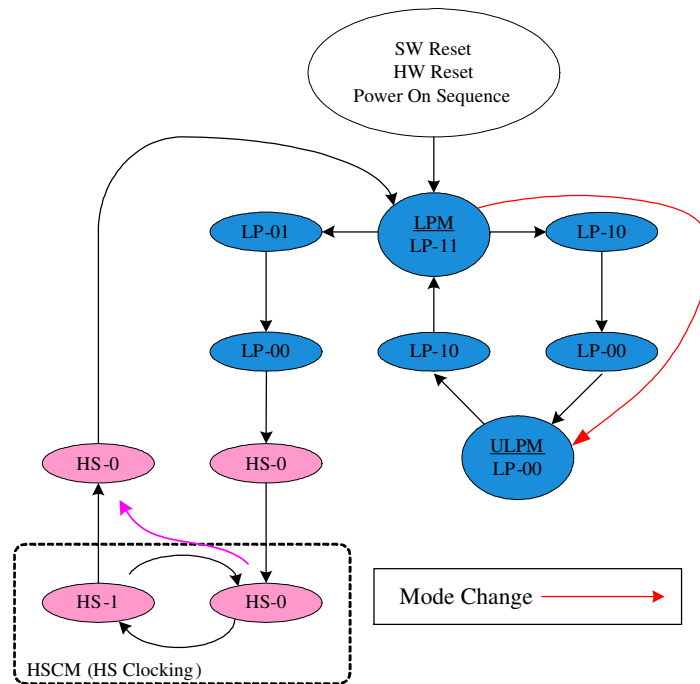 SW Reset
HW Reset
Power On Sequence
LPM
LP-11
LP-01
LP-10
LP-00
LP-10
LP-00
ULPM
LP-00
HS-0
HS-0
HS-1
HS-0
HSCM (HS Clocking)
Mode Change